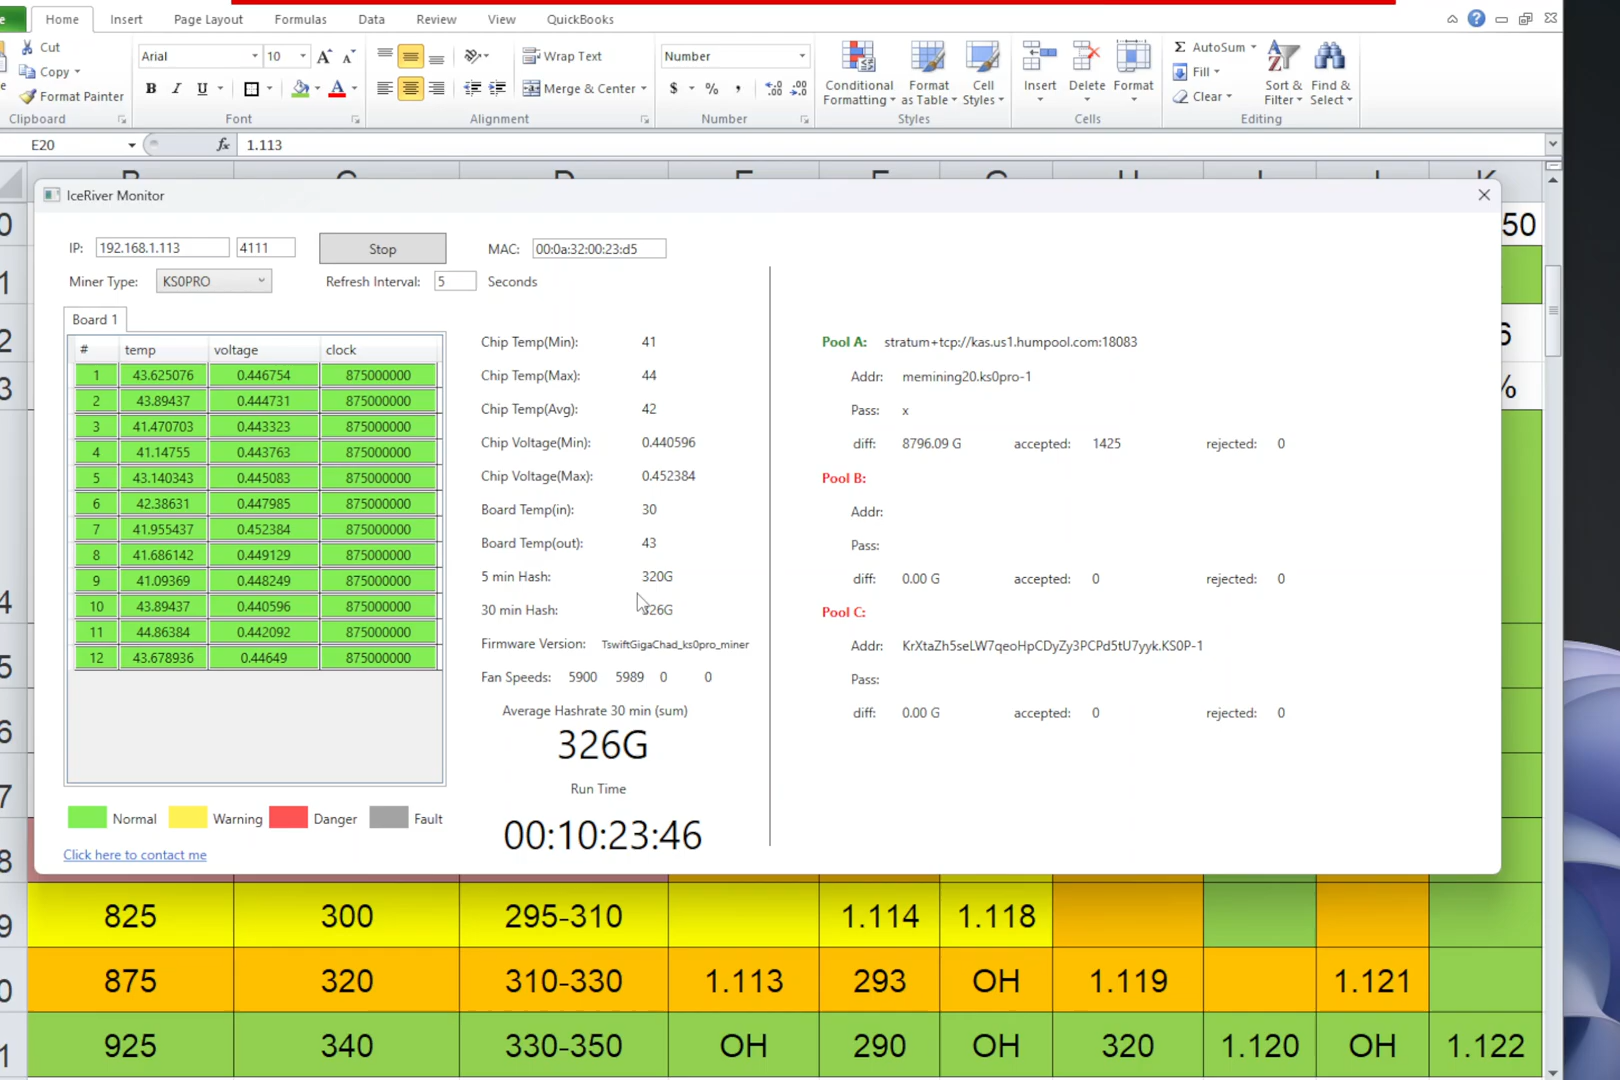 Home Insert Page Layout Formulas Data Review View QuickBooks
Cut
Copy
Format Painter
Clipboard
Arial 10
B I U
Font
Wrap Text
Merge & Center
Alignment
Number
$ % ,
Number
Conditional Formatting
Format as Table
Cell Styles
Styles
Insert Delete Format
Cells
Σ AutoSum
Fill
Clear
Sort & Filter
Find & Select
Editing
E20 fx 1.113
IceRiver Monitor
IP: 192.168.1.113 4111 Stop MAC: 00:0a:32:00:23:d5
Miner Type: KS0PRO Refresh Interval: 5 Seconds
Board 1
# temp voltage clock
1 43.625076 0.446754 875000000
2 43.89437 0.444731 875000000
3 41.470703 0.443323 875000000
4 41.14755 0.443763 875000000
5 43.140343 0.445083 875000000
6 42.38631 0.447985 875000000
7 41.955437 0.452384 875000000
8 41.686142 0.449129 875000000
9 41.09369 0.448249 875000000
10 43.89437 0.440596 875000000
11 44.86384 0.442092 875000000
12 43.678936 0.44649 875000000
Normal Warning Danger Fault
Click here to contact me
Chip Temp(Min): 41
Chip Temp(Max): 44
Chip Temp(Avg): 42
Chip Voltage(Min): 0.440596
Chip Voltage(Max): 0.452384
Board Temp(in): 30
Board Temp(out): 43
5 min Hash: 320G
30 min Hash: 326G
Firmware Version: TswiftGigaChad_ks0pro_miner
Fan Speeds: 5900 5989 0 0
Average Hashrate 30 min (sum)
326G
Run Time
00:10:23:46
Pool A: stratum+tcp://kas.us1.humpool.com:18083
Addr: memining20.ks0pro-1
Pass: x
diff: 8796.09 G accepted: 1425 rejected: 0
Pool B:
Addr:
Pass:
diff: 0.00 G accepted: 0 rejected: 0
Pool C:
Addr: KrXtaZh5seLW7qeoHpCDyZy3PCPd5tU7yyk.KS0P-1
Pass:
diff: 0.00 G accepted: 0 rejected: 0
50
%
825 300 295-310 1.114 1.118
875 320 310-330 1.113 293 OH 1.119 1.121
925 340 330-350 OH 290 OH 320 1.120 OH 1.122